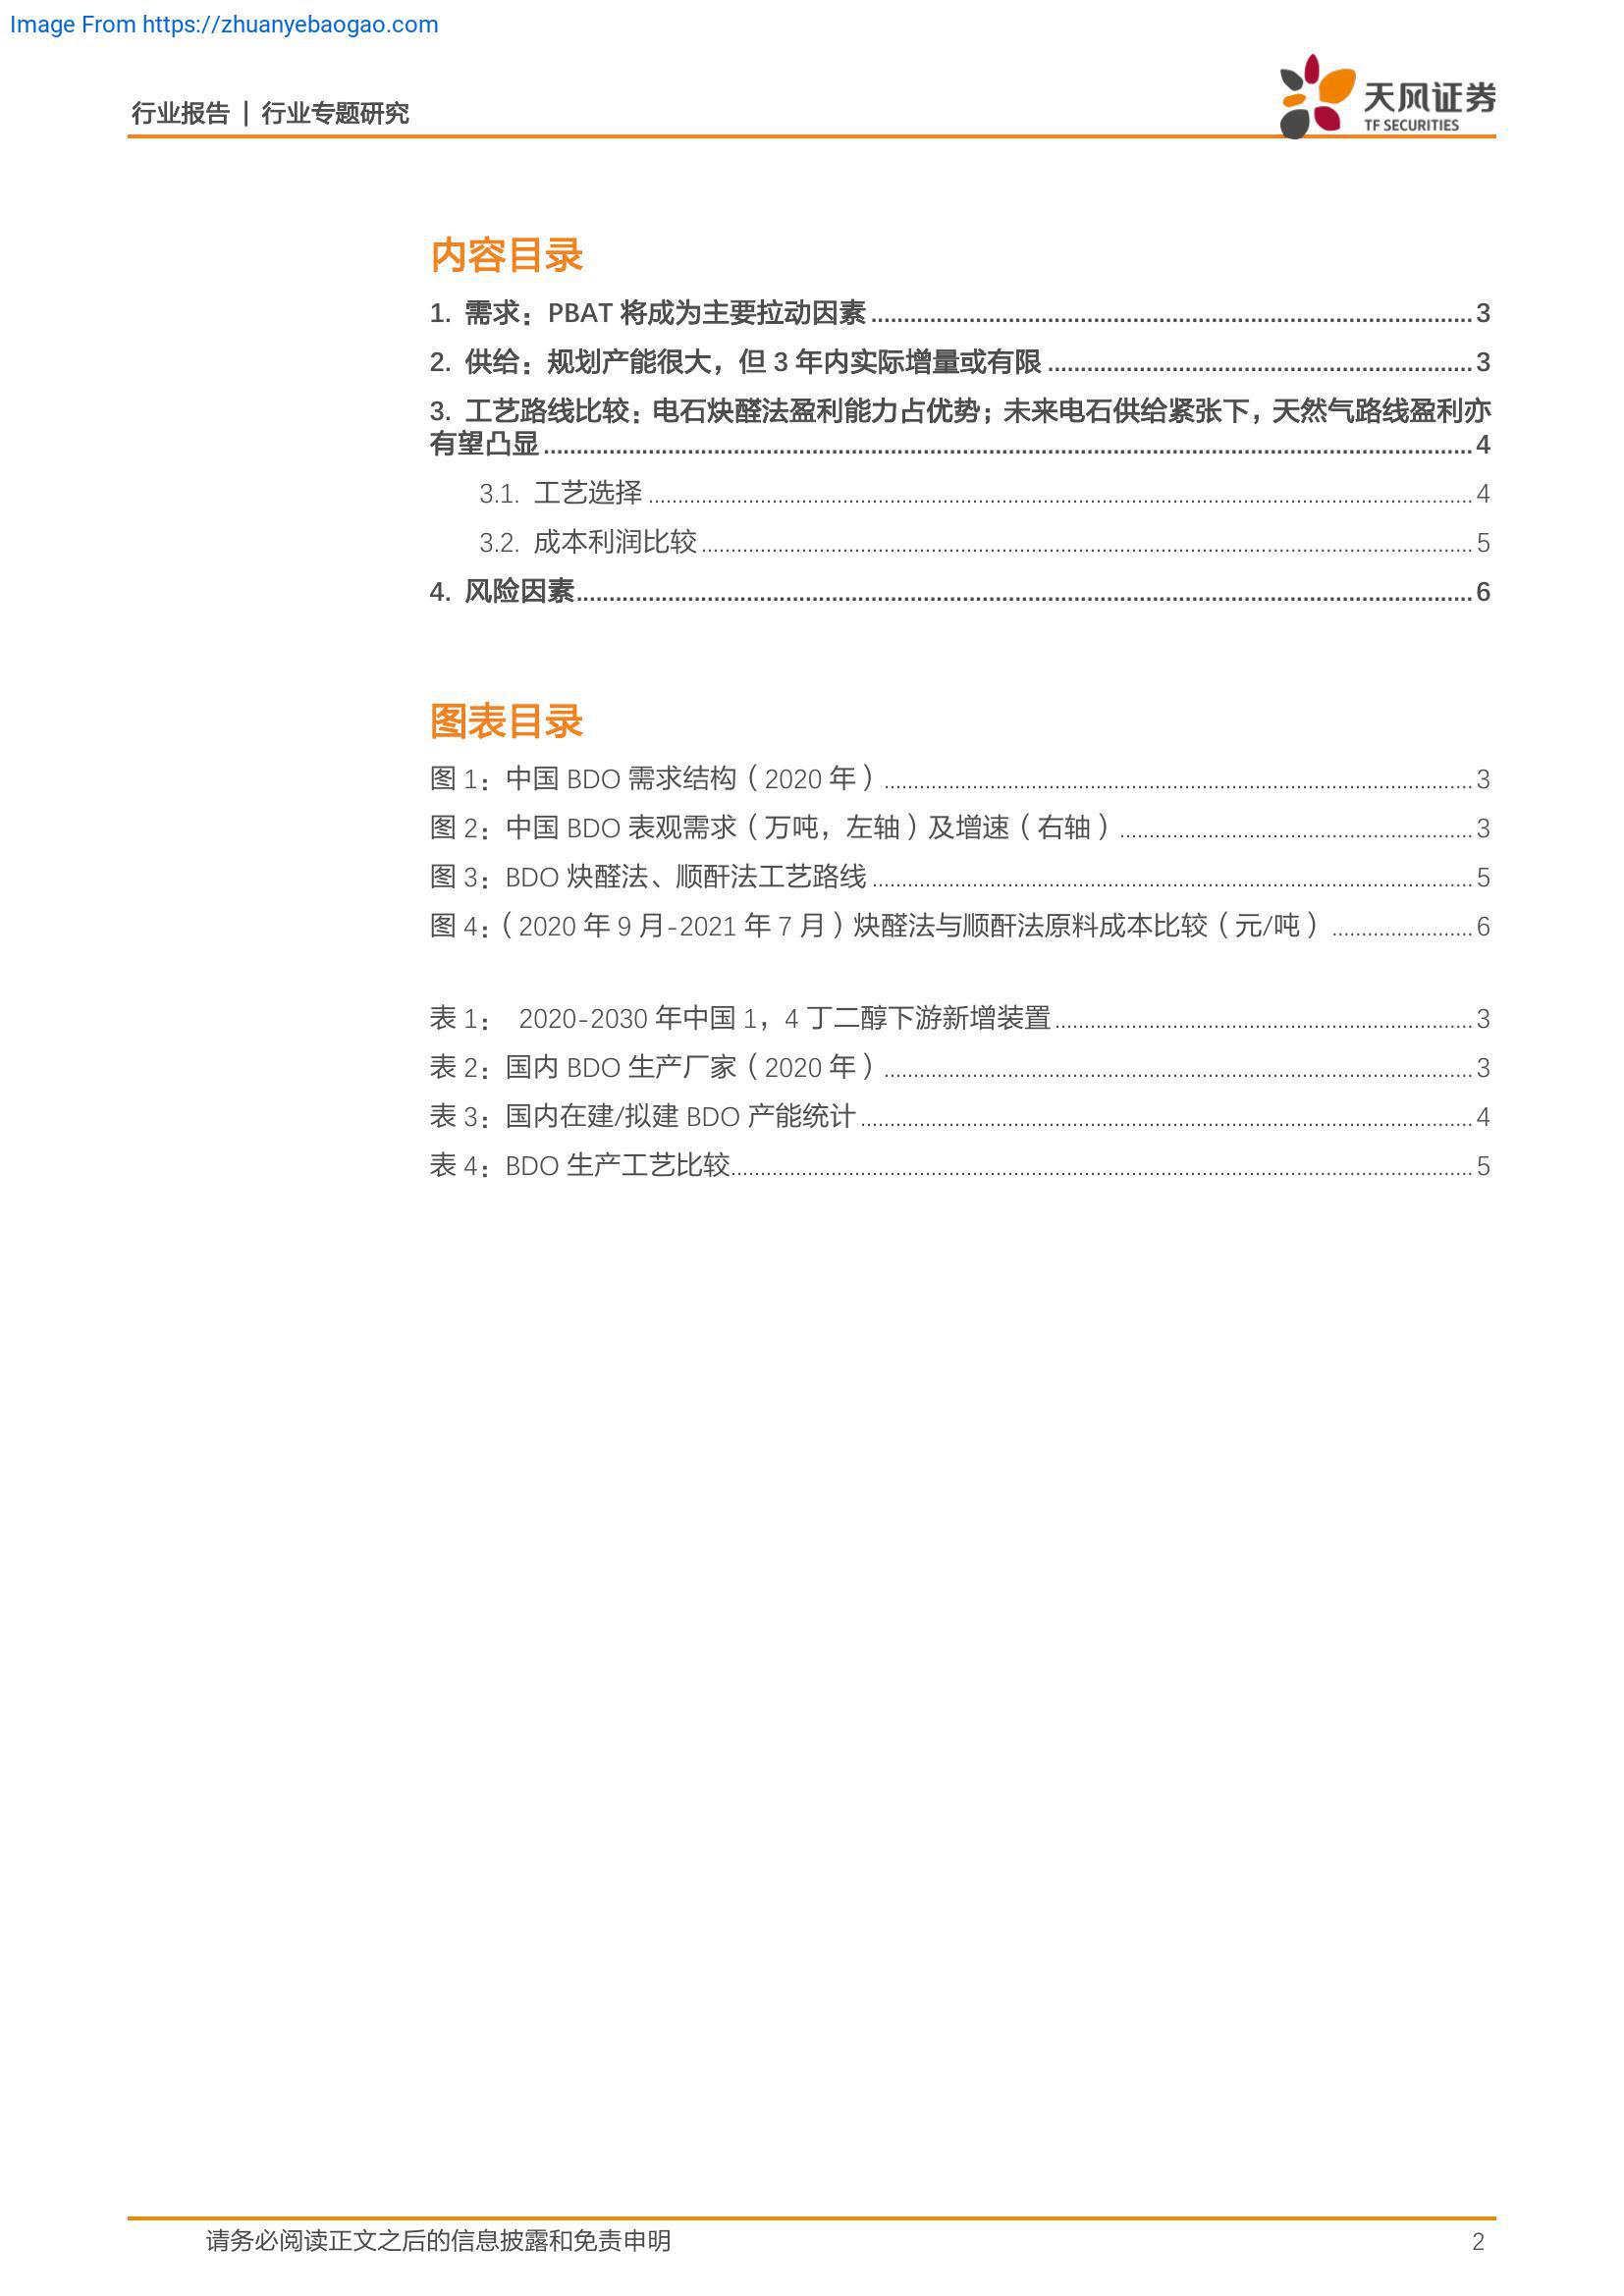 Image From https://zhuanyebaogao.com
行业报告 | 行业专题研究
天风证券
TF SECURITIES
内容目录
1. 需求：PBAT 将成为主要拉动因素 3
2. 供给：规划产能很大，但 3 年内实际增量或有限 3
3. 工艺路线比较：电石炔醛法盈利能力占优势；未来电石供给紧张下，天然气路线盈利亦
有望凸显 4
3.1. 工艺选择 4
3.2. 成本利润比较 5
4. 风险因素 6
图表目录
图 1：中国 BDO 需求结构（2020 年） 3
图 2：中国 BDO 表观需求（万吨，左轴）及增速（右轴） 3
图 3：BDO 炔醛法、顺酐法工艺路线 5
图 4：（2020 年 9 月-2021 年 7 月）炔醛法与顺酐法原料成本比较（元/吨） 6
表 1： 2020-2030 年中国 1，4 丁二醇下游新增装置 3
表 2：国内 BDO 生产厂家（2020 年） 3
表 3：国内在建/拟建 BDO 产能统计 4
表 4：BDO 生产工艺比较 5
请务必阅读正文之后的信息披露和免责申明 2